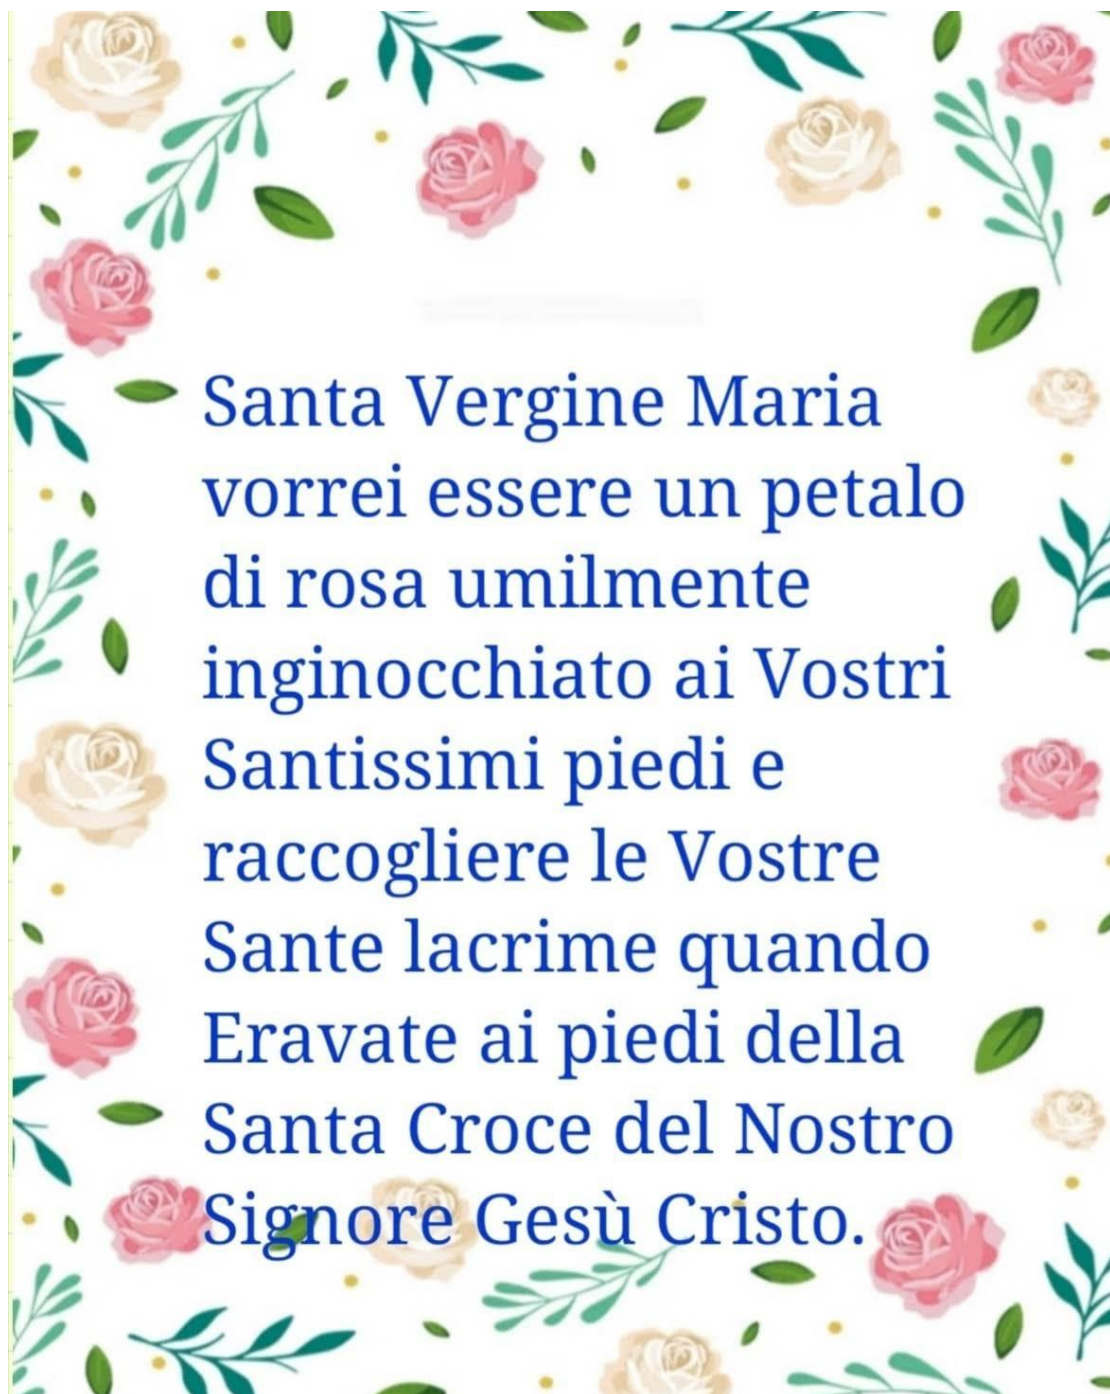 Santa Vergine Maria
vorrei essere un petalo
di rosa umilmente
inginocchiato ai Vostri
Santissimi piedi e
raccogliere le Vostre
Sante lacrime quando
Eravate ai piedi della
Santa Croce del Nostro
Signore Gesù Cristo.